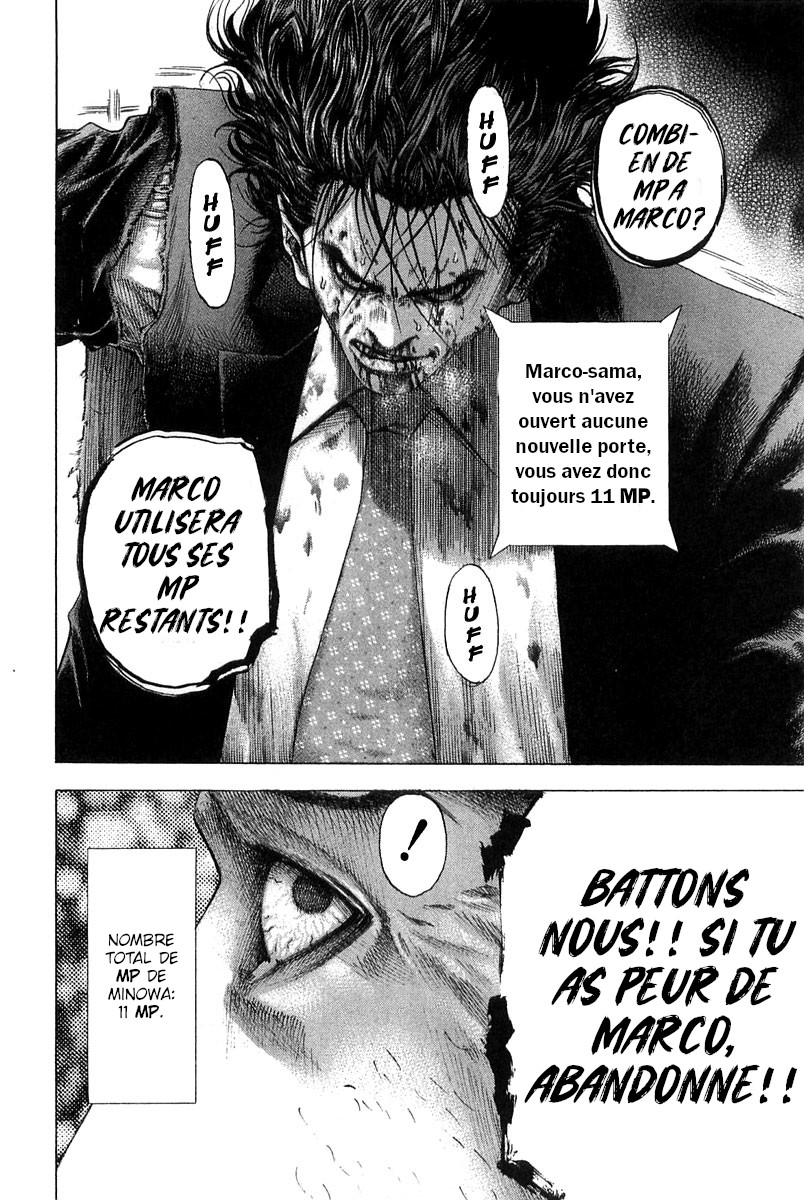 COMBI-
EN DE
MP A
MARCO?
HUFF
HUFF
Marco-sama,
vous n'avez
ouvert aucune
nouvelle porte,
vous avez donc
toujours 11 MP.
MARCO
UTILISERA
TOUS SES
MP
RESTANTS!!
HUFF
!
BATTONS
NOUS!! SI TU
AS PEUR DE
MARCO,
ABANDONNE!!
NOMBRE
TOTAL DE
MP DE
MINOWA:
11 MP.